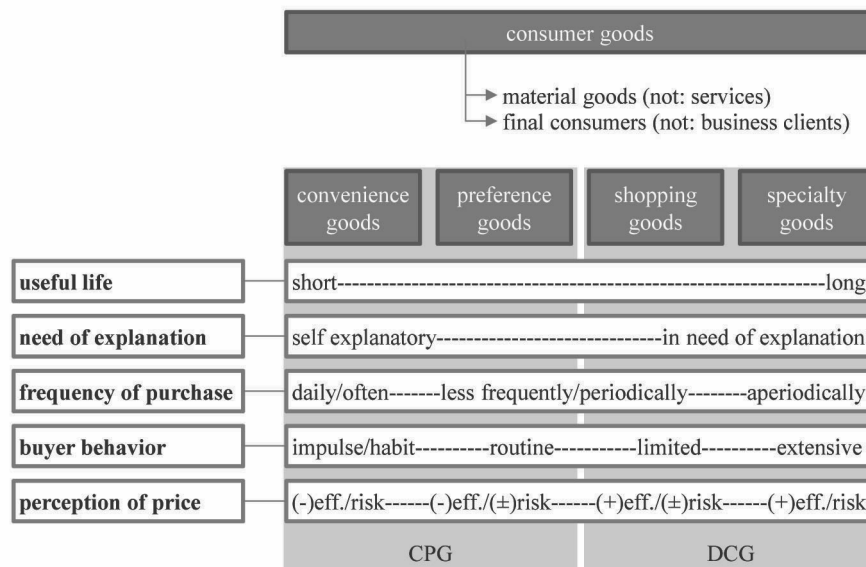 consumer goods
material goods (not: services)
final consumers (not: business clients)
convenience goods
preference goods
shopping goods
specialty goods
useful life
short-----------------------------------------------------------------------long
need of explanation
self explanatory--------------------------------in need of explanation
frequency of purchase
daily/often-------less frequently/periodically--------aperiodically
buyer behavior
impulse/habit----------routine----------limited----------extensive
perception of price
(-)eff./risk------(-)eff./(±)risk------(+)eff./(±)risk------(+)eff./risk
CPG
DCG